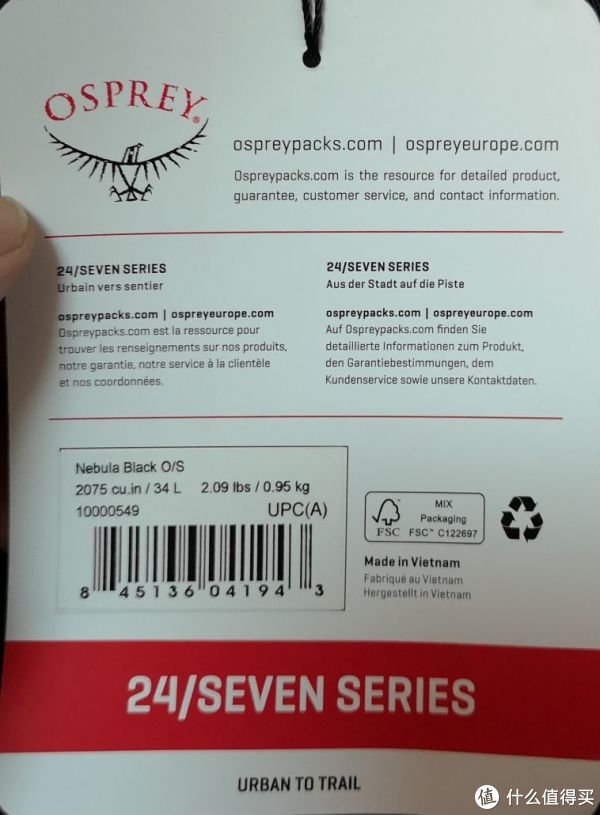 OSPREY®
ospreypacks.com | ospreyeurope.com
Ospreypacks.com is the resource for detailed product,
guarantee, customer service, and contact information.
24/SEVEN SERIES
Urbain vers sentier
ospreypacks.com | ospreyeurope.com
Ospreypacks.com est la ressource pour
trouver les renseignements sur nos produits,
notre garantie, notre service à la clientèle
et nos coordonnées.
24/SEVEN SERIES
Aus der Stadt auf die Piste
ospreypacks.com | ospreyeurope.com
Auf Ospreypacks.com finden Sie
detaillierte Informationen zum Produkt,
den Garantiebestimmungen, dem
Kundenservice sowie unsere Kontaktdaten.
Nebula Black O/S
2075 cu.in / 34 L 2.09 lbs / 0.95 kg
10000549 UPC(A)
8 45136 04194 3
FSC
MIX
Packaging
FSC™ C122697
Made in Vietnam
Fabriqué au Vietnam
Hergestellt in Vietnam
24/SEVEN SERIES
URBAN TO TRAIL
值 什么值得买